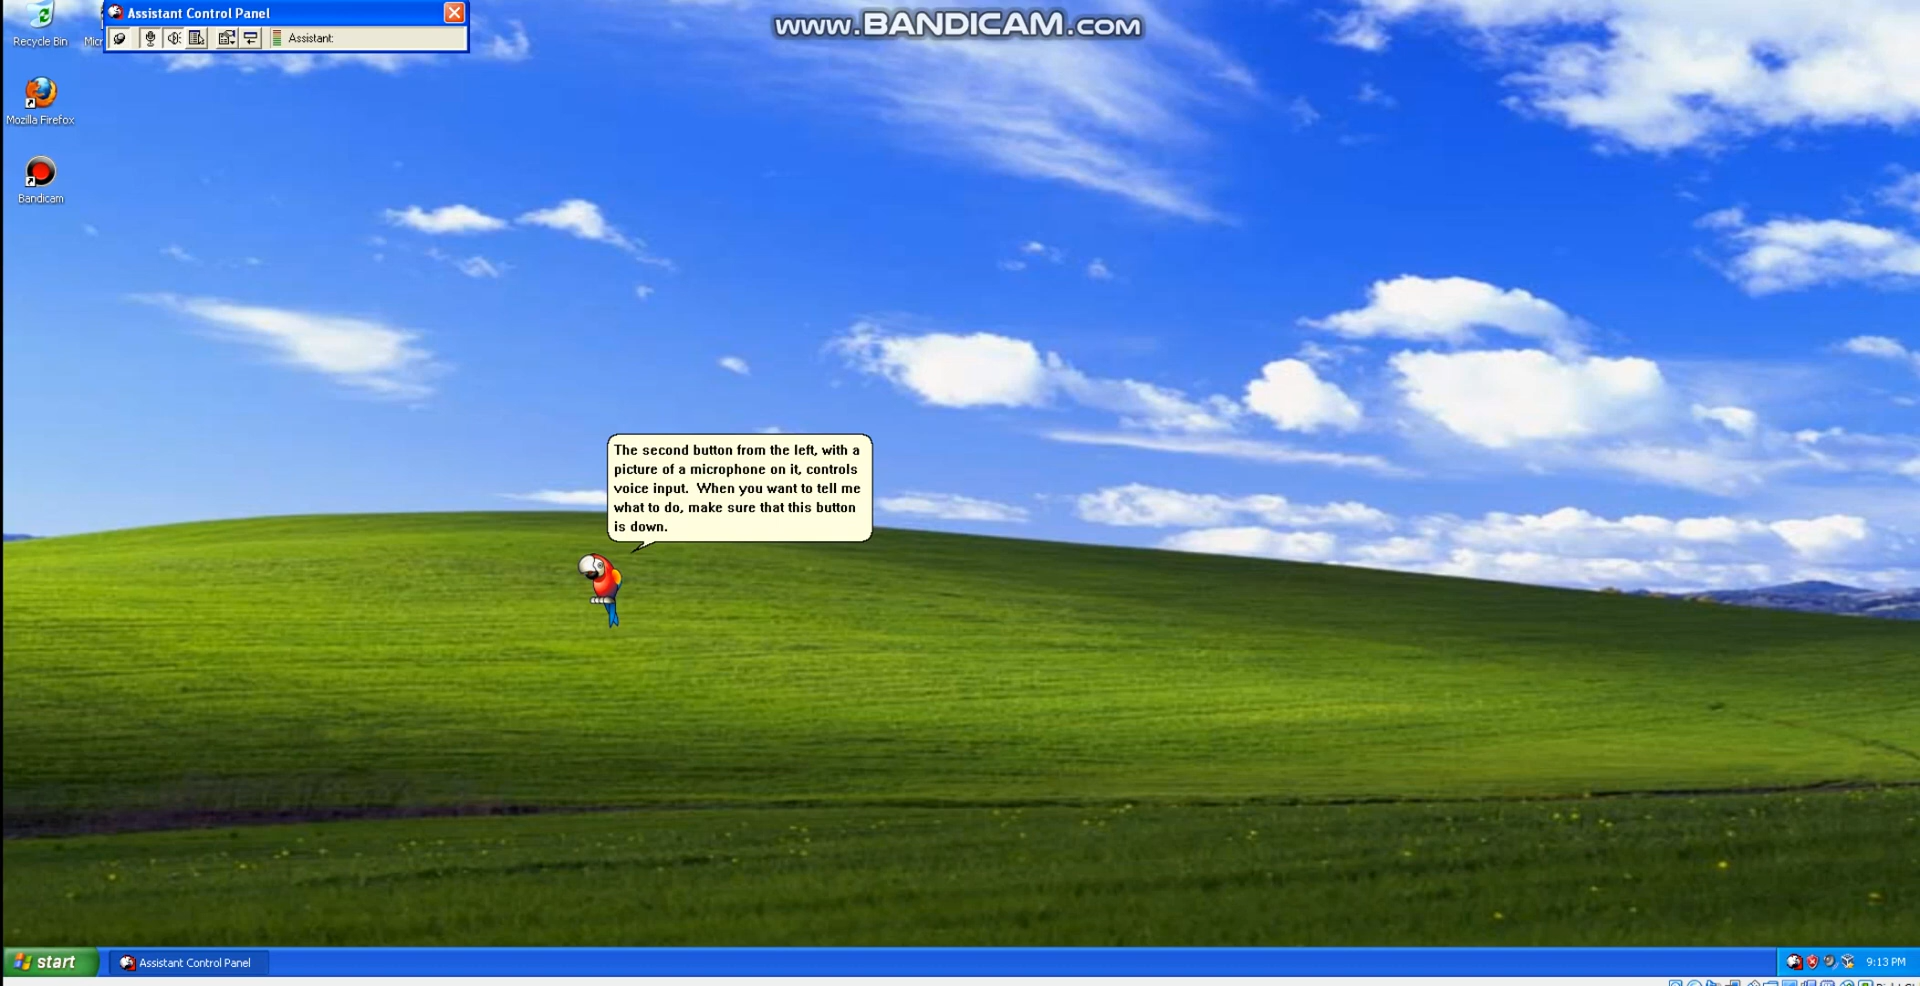 Assistant Control Panel
www.BANDICAM.com
Assistant:
Recycle Bin
Micr
Mozilla Firefox
Bandicam
The second button from the left, with a
picture of a microphone on it, controls
voice input. When you want to tell me
what to do, make sure that this button
is down.
start
Assistant Control Panel
9:13 PM